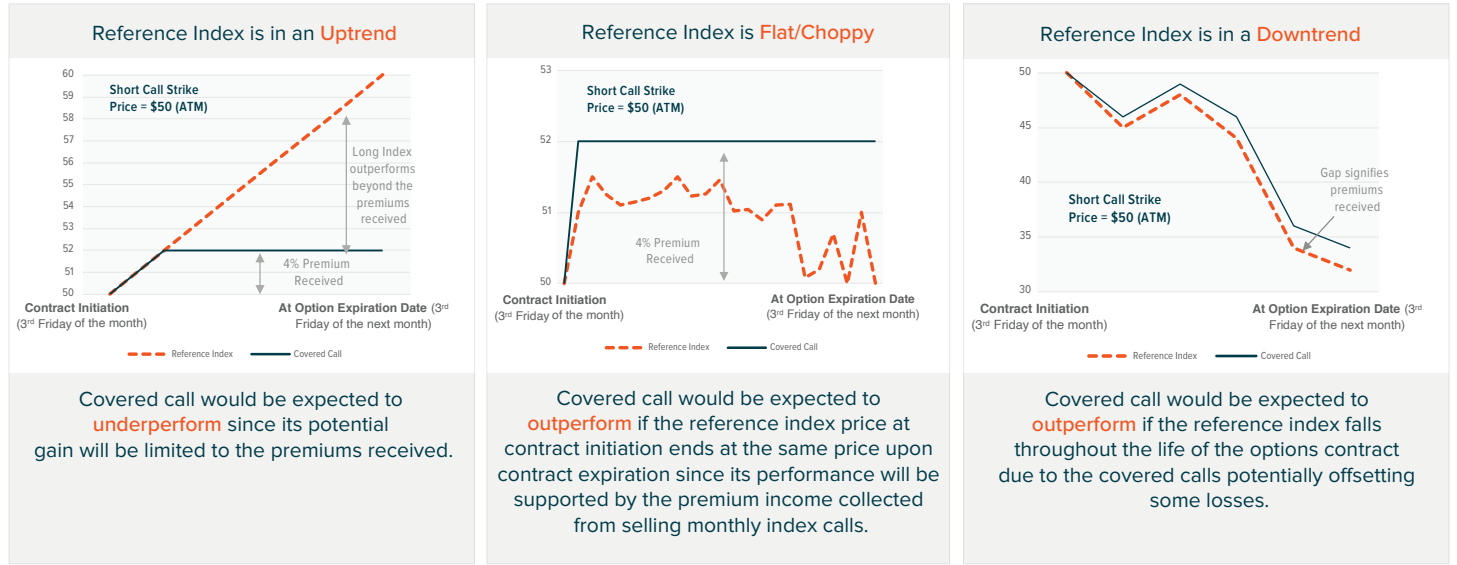 Reference Index is in an Uptrend
60
59
58
57
56
55
54
53
52
51
50
Short Call Strike
Price = $50 (ATM)
Long Index
outperforms
beyond the
premiums
received
4% Premium
Received
Contract Initiation
(3rd Friday of the month)
At Option Expiration Date (3rd
Friday of the next month)
Reference Index
Covered Call
Covered call would be expected to
underperform since its potential
gain will be limited to the premiums received.
Reference Index is Flat/Choppy
53
52
51
50
Short Call Strike
Price = $50 (ATM)
4% Premium
Received
Contract Initiation
(3rd Friday of the month)
At Option Expiration Date
(3rd Friday of the next month)
Reference Index
Covered Call
Covered call would be expected to
outperform if the reference index price at
contract initiation ends at the same price upon
contract expiration since its performance will be
supported by the premium income collected
from selling monthly index calls.
Reference Index is in a Downtrend
50
45
40
35
30
Short Call Strike
Price = $50 (ATM)
Gap signifies
premiums
received
Contract Initiation
(3rd Friday of the month)
At Option Expiration Date (3rd
Friday of the next month)
Reference Index
Covered Call
Covered call would be expected to
outperform if the reference index falls
throughout the life of the options contract
due to the covered calls potentially offsetting
some losses.